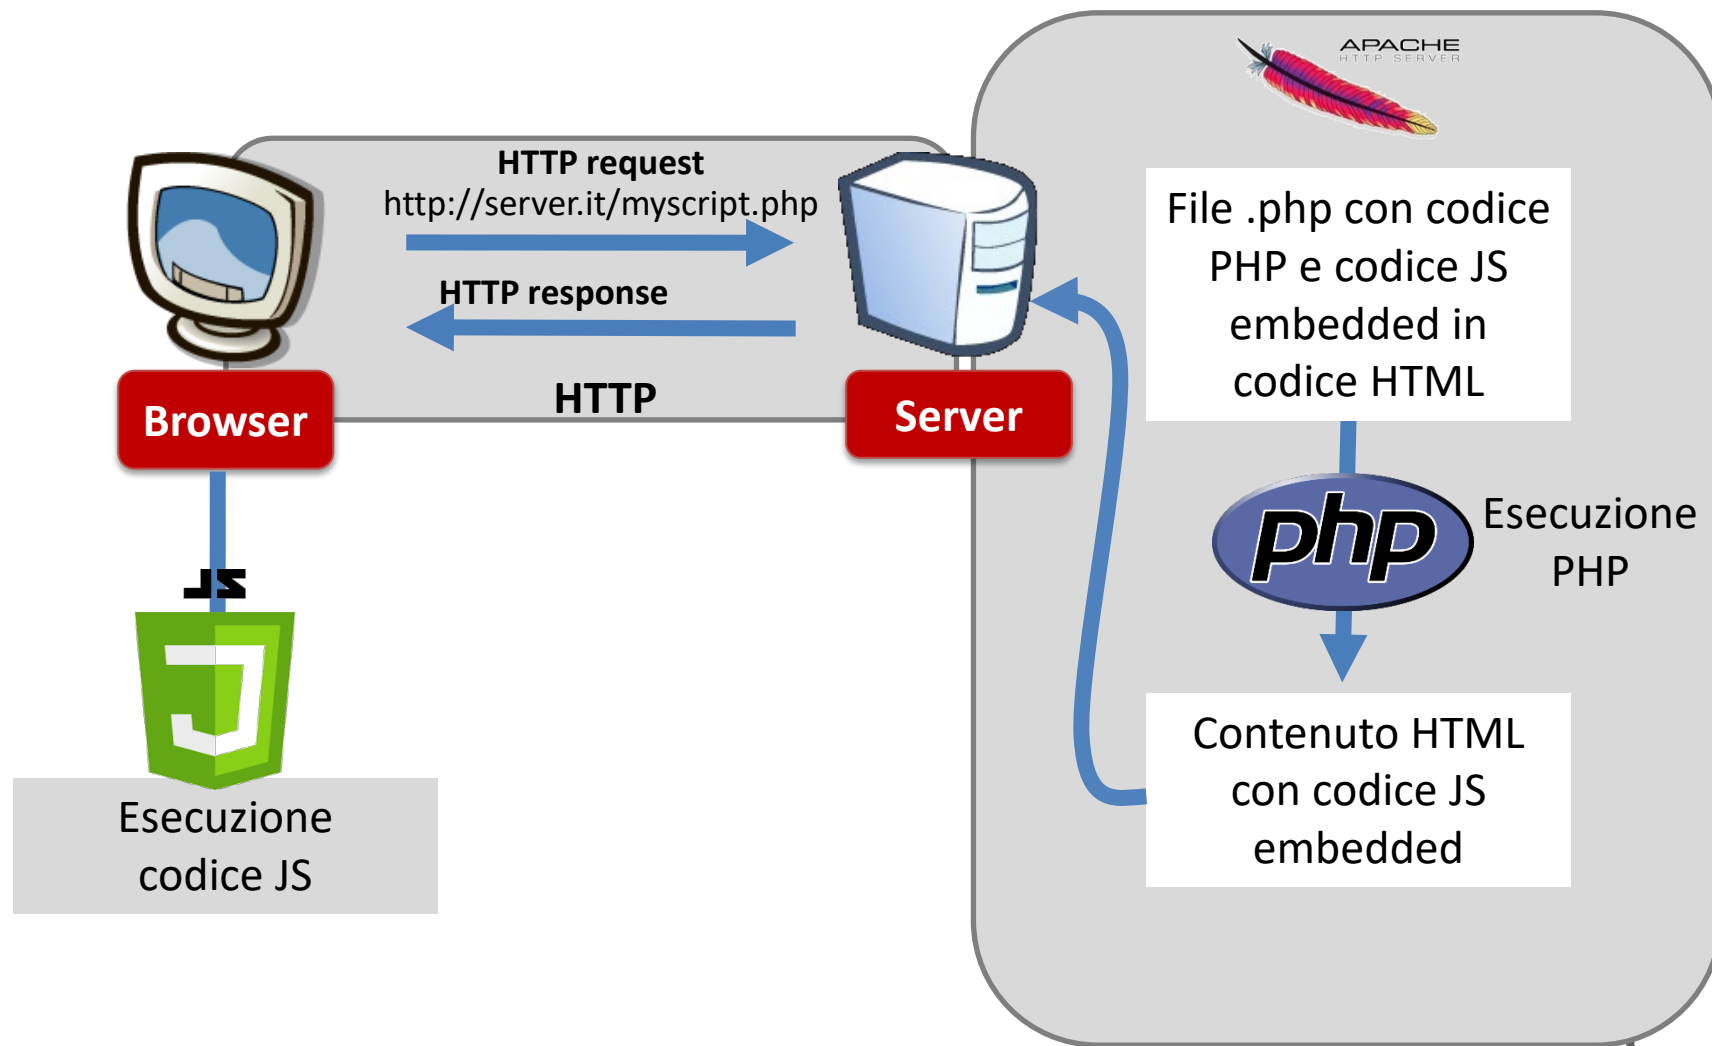 APACHE
HTTP SERVER
HTTP request
http://server.it/myscript.php
HTTP response
HTTP
Browser
Server
File .php con codice
PHP e codice JS
embedded in
codice HTML
php
Esecuzione
PHP
Contenuto HTML
con codice JS
embedded
JS
J
Esecuzione
codice JS